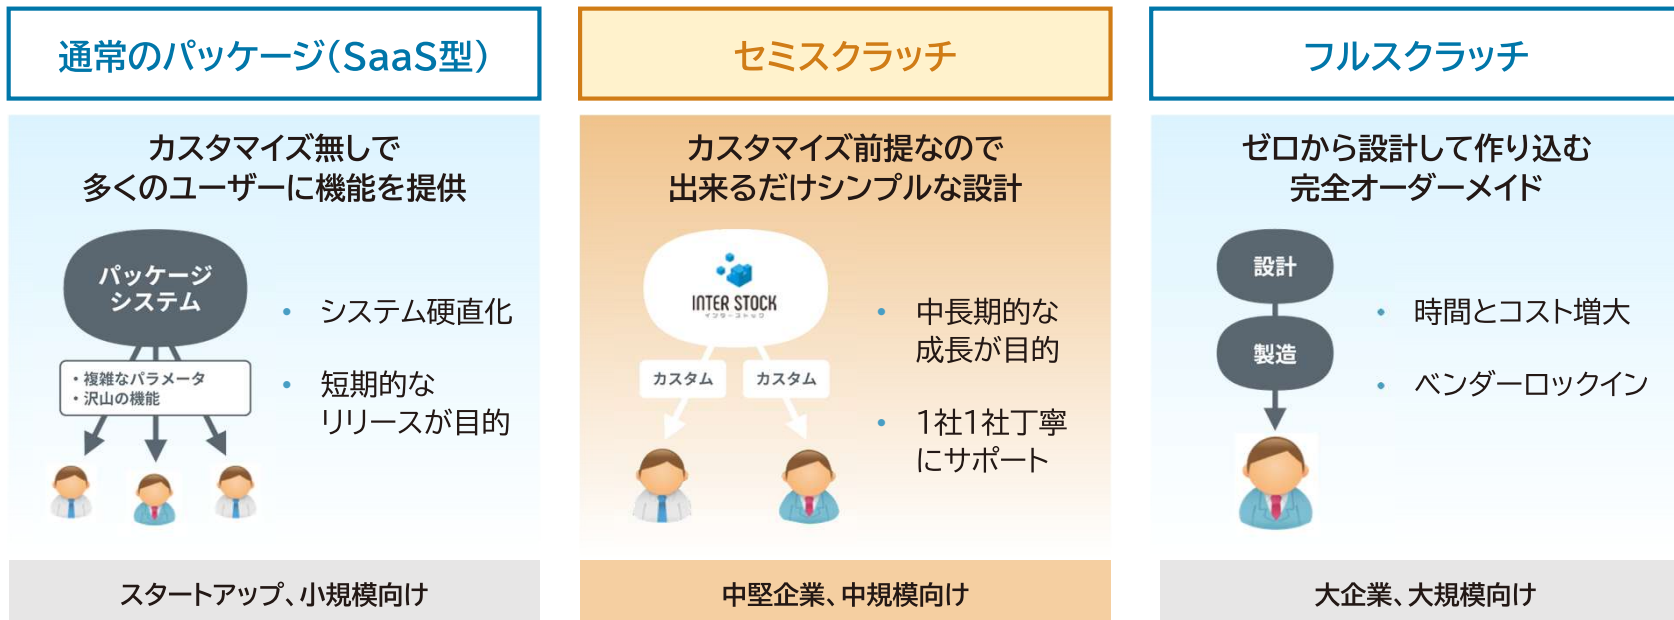 通常のパッケージ(SaaS型)
カスタマイズ無しで
多くのユーザーに機能を提供
パッケージ
システム
・複雑なパラメータ
・沢山の機能
• システム硬直化
• 短期的な
リリースが目的
スタートアップ、小規模向け
セミスクラッチ
カスタマイズ前提なので
出来るだけシンプルな設計
INTER STOCK
インターストック
カスタム
カスタム
• 中長期的な
成長が目的
• 1社1社丁寧
にサポート
中堅企業、中規模向け
フルスクラッチ
ゼロから設計して作り込む
完全オーダーメイド
設計
製造
• 時間とコスト増大
• ベンダーロックイン
大企業、大規模向け